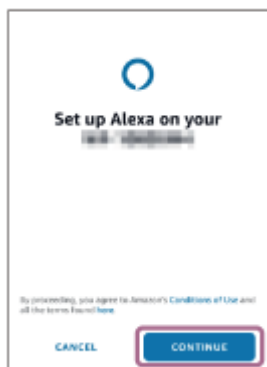 Set up Alexa on your
By proceeding, you agree to Amazon's Conditions of Use and
all the terms found here.
CANCEL CONTINUE